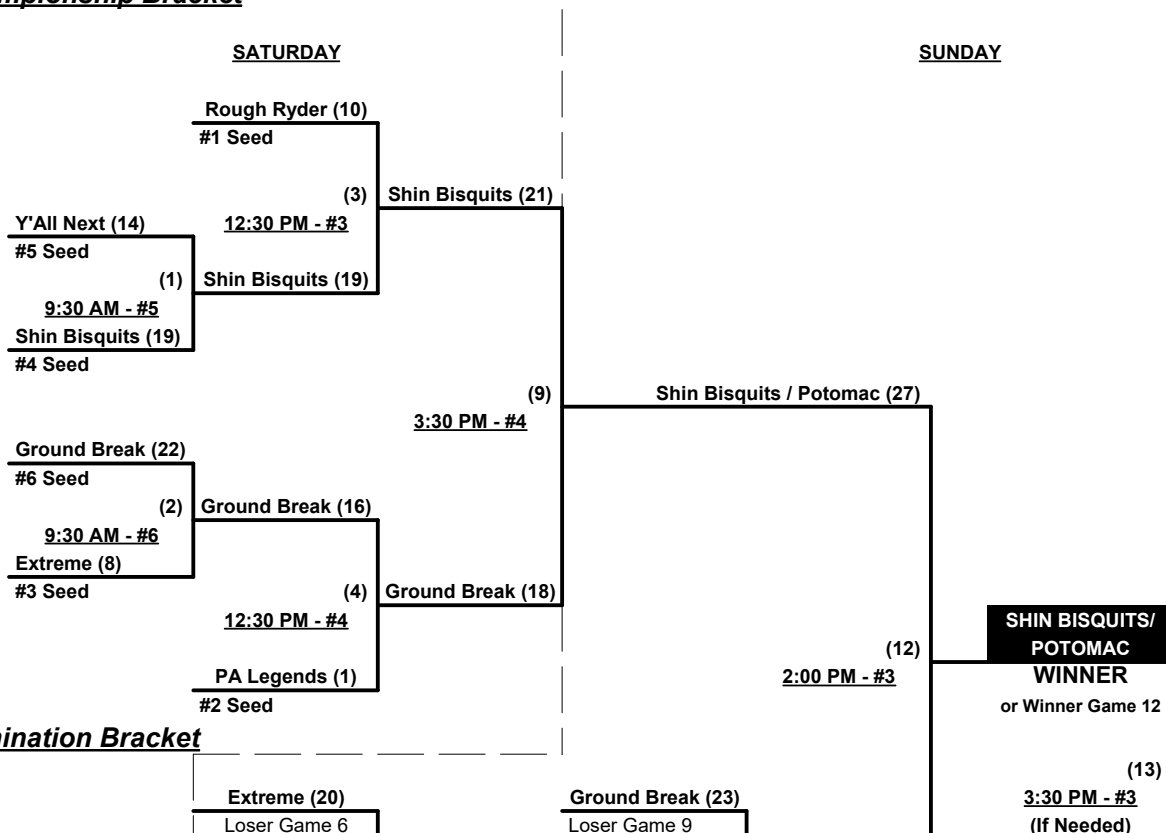 SATURDAY
SUNDAY
Rough Ryder (10)
#1 Seed
(3)
Shin Bisquits (21)
12:30 PM - #3
Y'All Next (14)
#5 Seed
(1)
Shin Bisquits (19)
9:30 AM - #5
Shin Bisquits (19)
#4 Seed
(9)
Shin Bisquits / Potomac (27)
3:30 PM - #4
Ground Break (22)
#6 Seed
(2)
Ground Break (16)
9:30 AM - #6
Extreme (8)
#3 Seed
(4)
Ground Break (18)
12:30 PM - #4
SHIN BISQUITS/
POTOMAC
(12)
WINNER
2:00 PM - #3
PA Legends (1)
#2 Seed
or Winner Game 12
Bracket
(13)
Extreme (20)
Ground Break (23)
3:30 PM - #3
Loser Game 6
Loser Game 9
(If Needed)